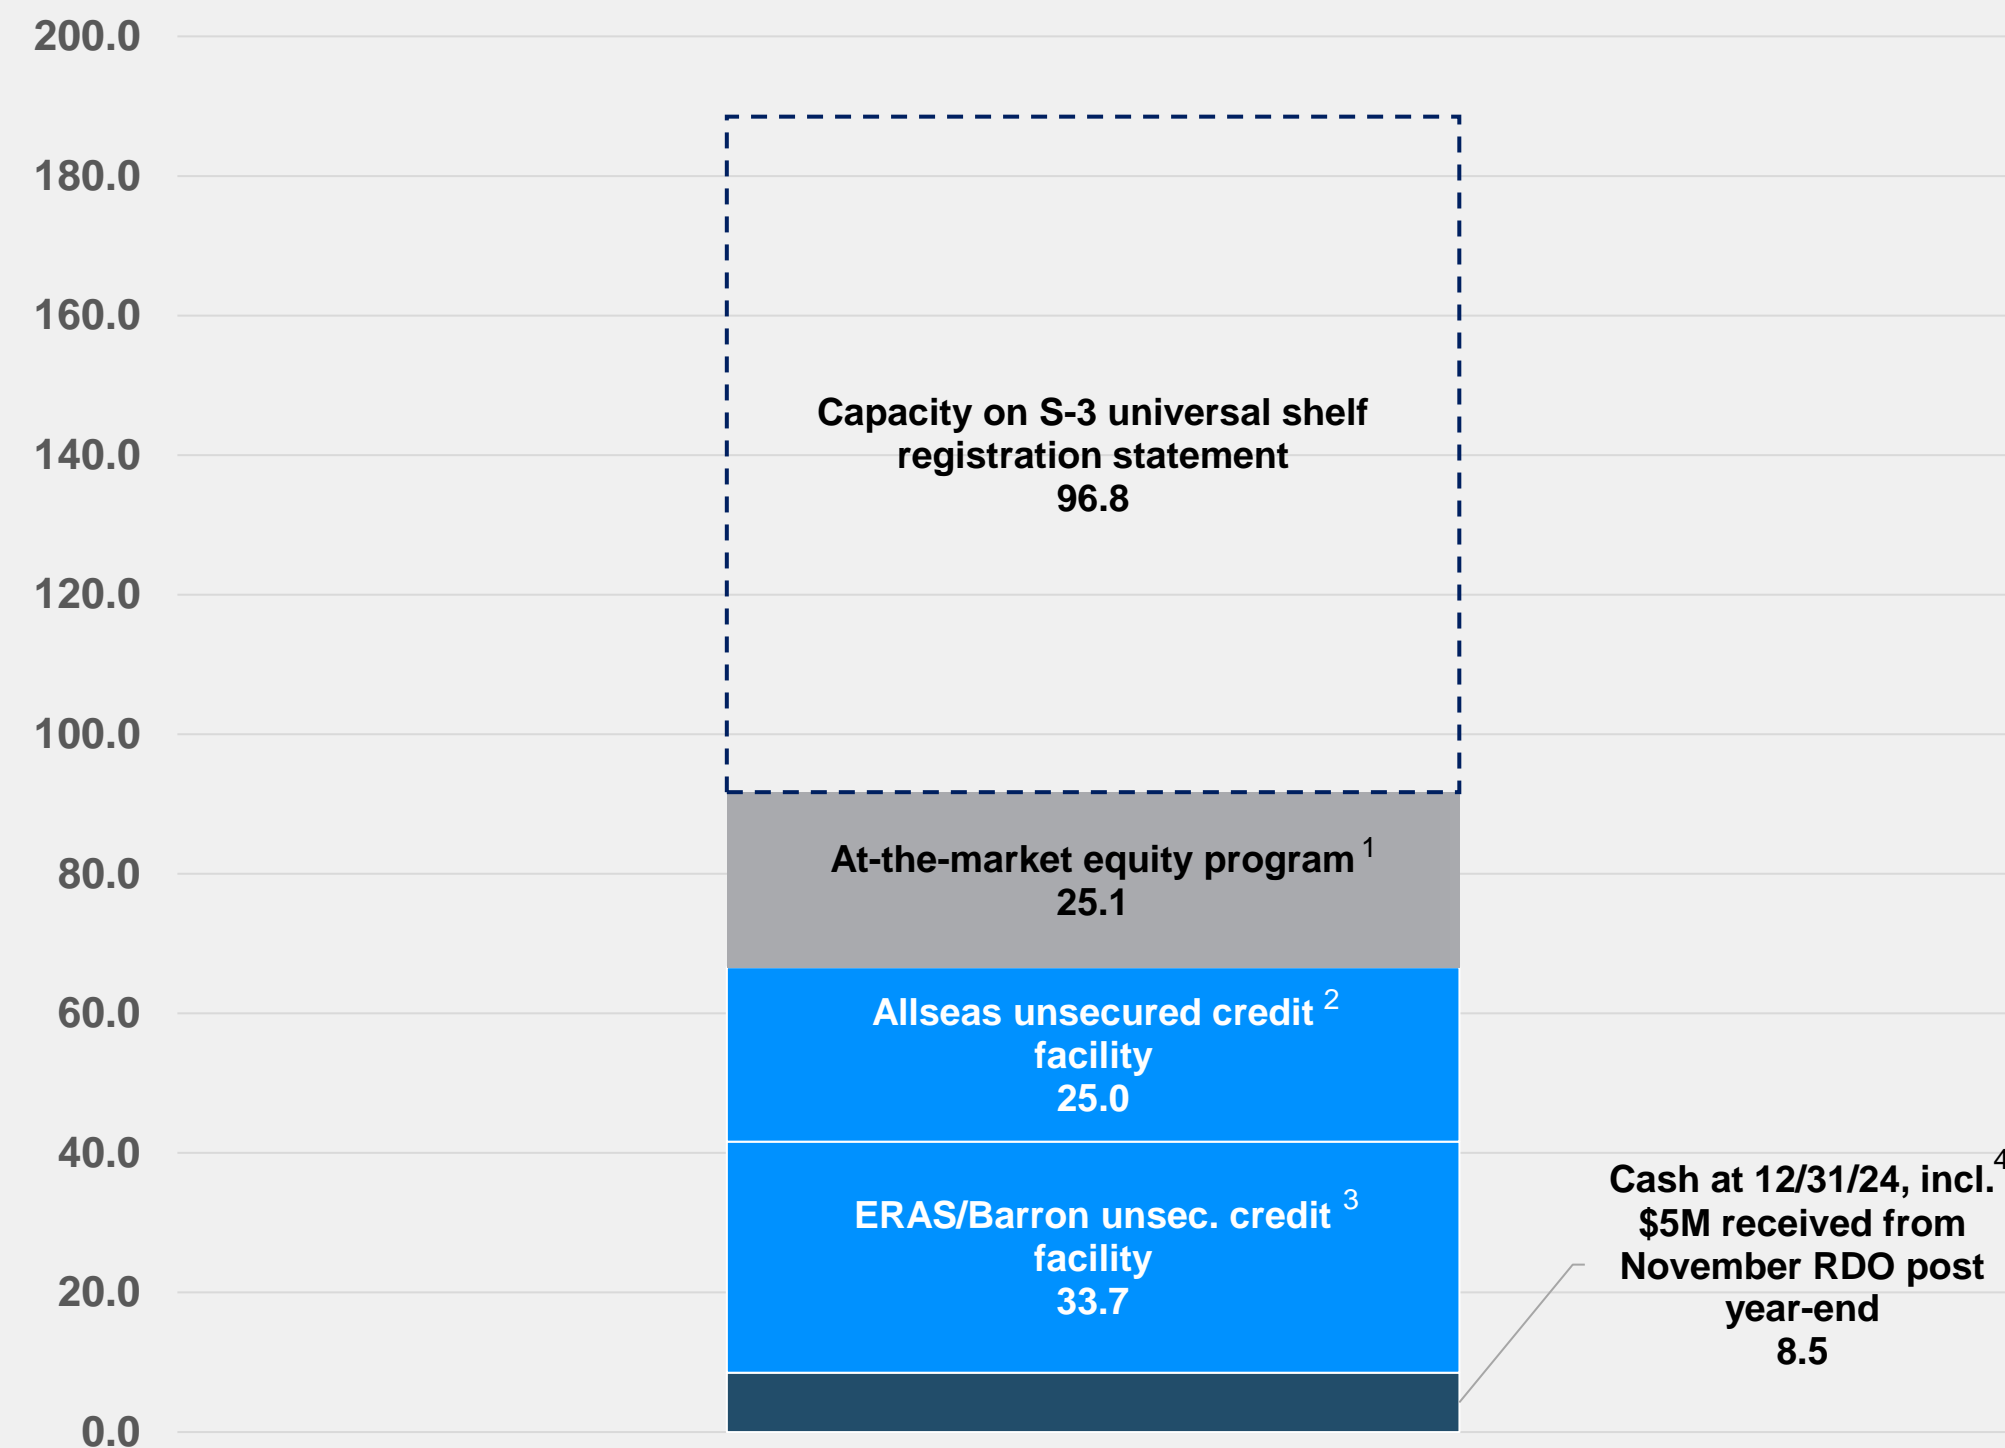 200.0
180.0
160.0
140.0
120.0
100.0
80.0
60.0
40.0
20.0
0.0
Capacity on S-3 universal shelf
registration statement
96.8
At-the-market equity program 1
25.1
Allseas unsecured credit 2
facility
25.0
ERAS/Barron unsec. credit 3
facility
33.7
Cash at 12/31/24, incl. 4
$5M received from
November RDO post
year-end
8.5